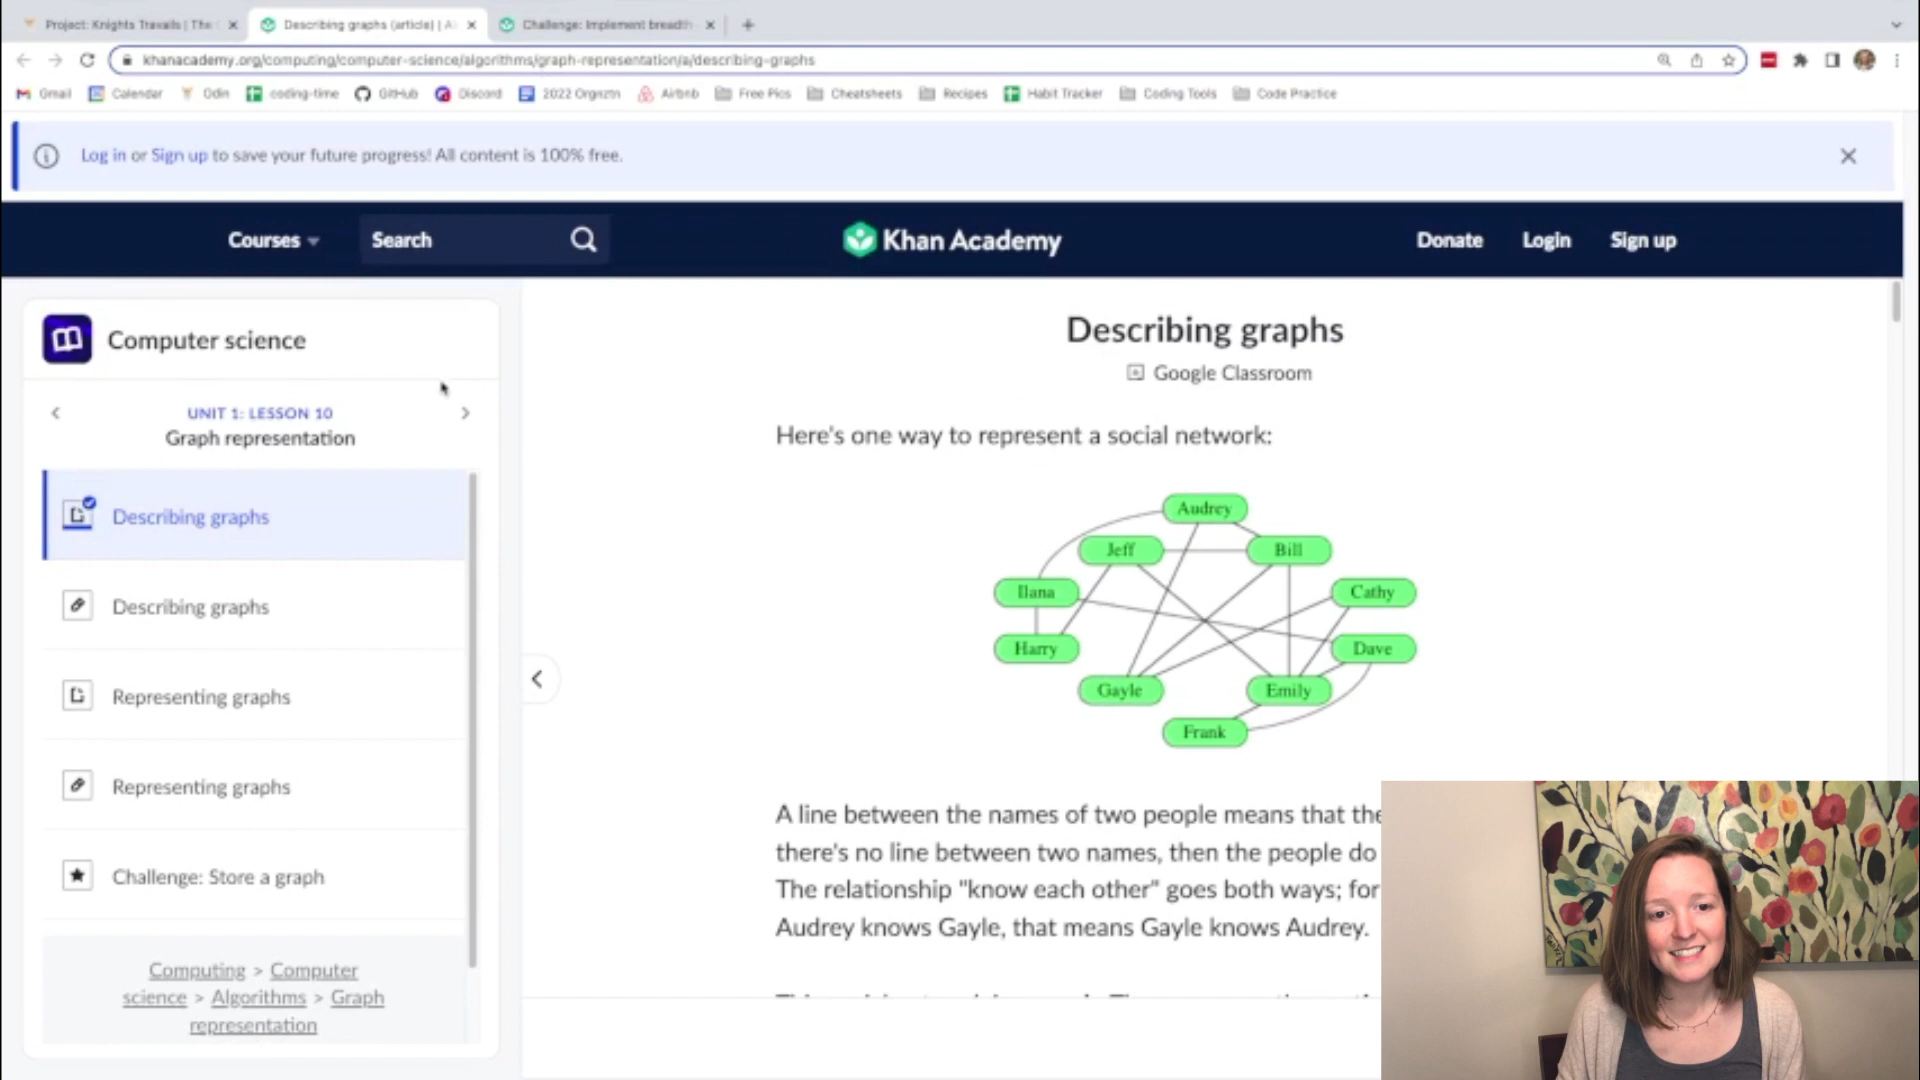 Project: Knights Travails | The
Describing graphs (article) | Al
Challenge: Implement breadth-
khanacademy.org/computing/computer-science/algorithms/graph-representation/a/describing-graphs
Gmail
Calendar
Odin
coding-time
GitHub
Discord
2022 Orgnztn
Airbnb
Free Pics
Cheatsheets
Recipes
Habit Tracker
Coding Tools
Code Practice
Log in or Sign up to save your future progress! All content is 100% free.
Courses
Search
Khan Academy
Donate
Login
Sign up
Computer science
UNIT 1: LESSON 10
Graph representation
Describing graphs
Describing graphs
Representing graphs
Representing graphs
Challenge: Store a graph
Computing > Computer
science > Algorithms > Graph
representation
Describing graphs
Google Classroom
Here's one way to represent a social network:
Audrey
Jeff
Bill
Ilana
Cathy
Harry
Dave
Gayle
Emily
Frank
A line between the names of two people means that the
there's no line between two names, then the people do
The relationship "know each other" goes both ways; for
Audrey knows Gayle, that means Gayle knows Audrey.